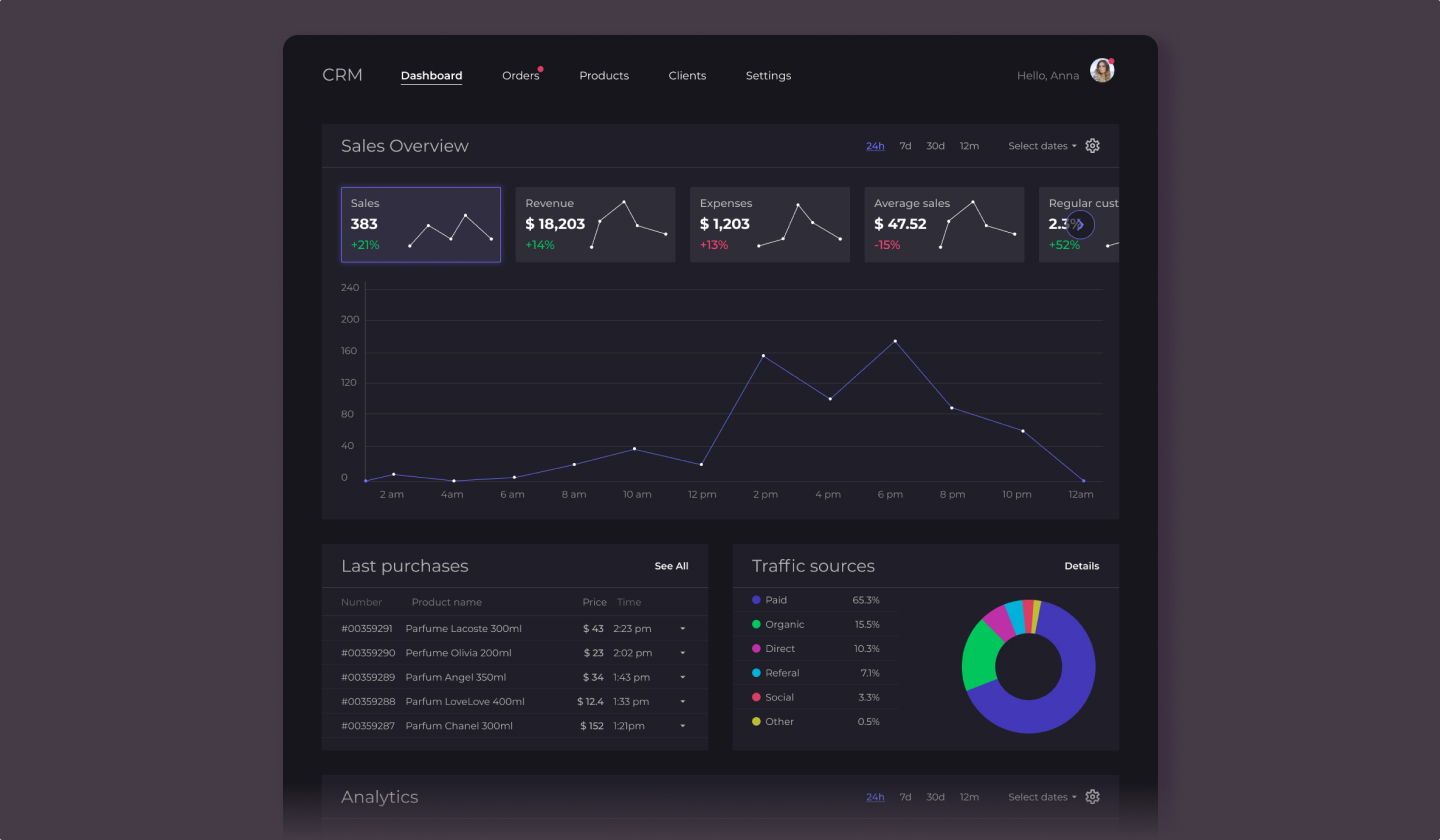 CRM Dashboard Orders Products Clients Settings Hello, Anna
Sales Overview 24h 7d 30d 12m Select dates
Sales
383
+21%
Revenue
$ 18,203
+14%
Expenses
$ 1,203
+13%
Average sales
$ 47.52
-15%
Regular cust
+52%
240
200
160
120
80
40
0
2 am 4am 6 am 8 am 10 am 12 pm 2 pm 4 pm 6 pm 8 pm 10 pm 12am
Last purchases See All
Number Product name Price Time
#00359291 Parfume Lacoste 300ml $ 43 2:23 pm
#00359290 Perfume Olivia 200ml $ 23 2:02 pm
#00359289 Parfum Angel 350ml $ 34 1:43 pm
#00359288 Parfum LoveLove 400ml $ 12.4 1:33 pm
#00359287 Parfum Chanel 300ml $ 152 1:21pm
Traffic sources Details
Paid 65.3%
Organic 15.5%
Direct 10.3%
Referal 7.1%
Social 3.3%
Other 0.5%
Analytics 24h 7d 30d 12m Select dates